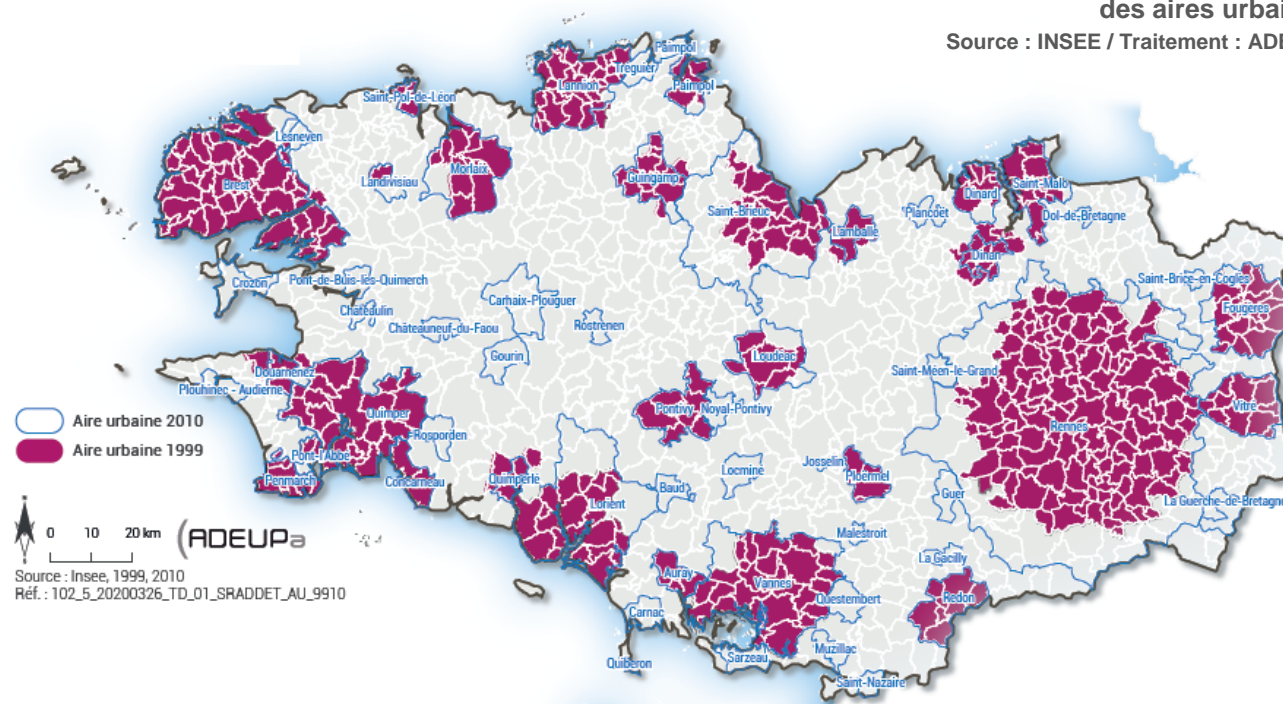 des aires urbai
Source : INSEE / Traitement : ADE
Paimpol
Tréguier
Lannion
Paimpol
Saint-Pol-de-Léon
Lesneven
Morlaix
Landivisiau
Guingamp
Brest
Saint-Brieuc
Dinard
Saint-Malo
Plancoët
Dol-de-Bretagne
Lamballe
Dinan
Crozon
Pont-de-Buis-lès-Quimerch
Saint-Brice-en-Coglès
Carhaix-Plouguer
Châteaulin
Fougères
Châteauneuf-du-Faou
Rostrenen
Gourin
Loudéac
Douarnenez
Saint-Méen-le-Grand
Plouhinec - Audierne
Vitré
Quimper
Pontivy
Noyal-Pontivy
Rennes
Aire urbaine 2010
Rosporden
Aire urbaine 1999
Pont-l'Abbé
Josselin
Locminé
Ploërmel
Penmarch
Concarneau
Quimperlé
Baud
Guer
Lorient
La Guerche-de-Bretagne
0 10 20 km
ADEUPa
Malestroit
La Gacilly
Auray
Vannes
Source : Insee, 1999, 2010
Réf. : 102_5_20200326_TD_01_SRADDET_AU_9910
Questembert
Redon
Carnac
Muzillac
Sarzeau
Quiberon
Saint-Nazaire